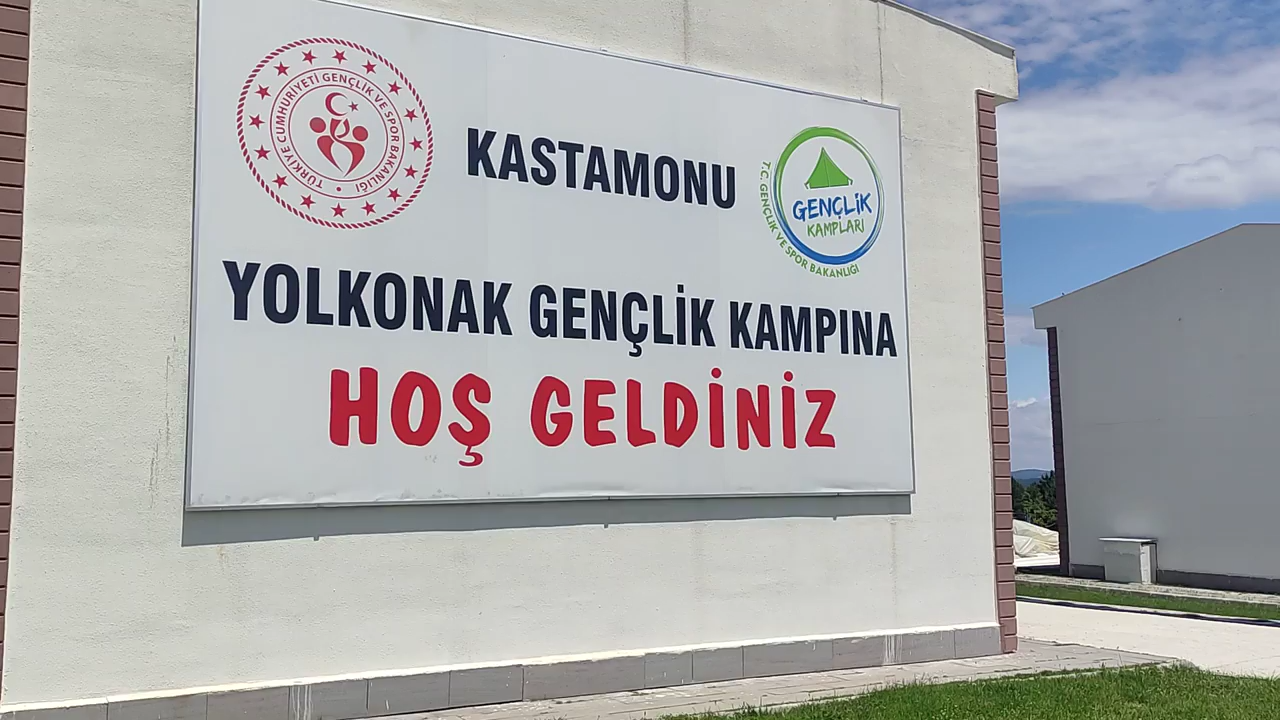 TÜRKİYE CUMHURİYETİ GENÇLİK VE SPOR BAKANLIĞI
KASTAMONU
T.C. GENÇLİK VE SPOR BAKANLIĞI
GENÇLİK
KAMPLARI
YOLKONAK GENÇLİK KAMPINA
HOŞ GELDİNİZ